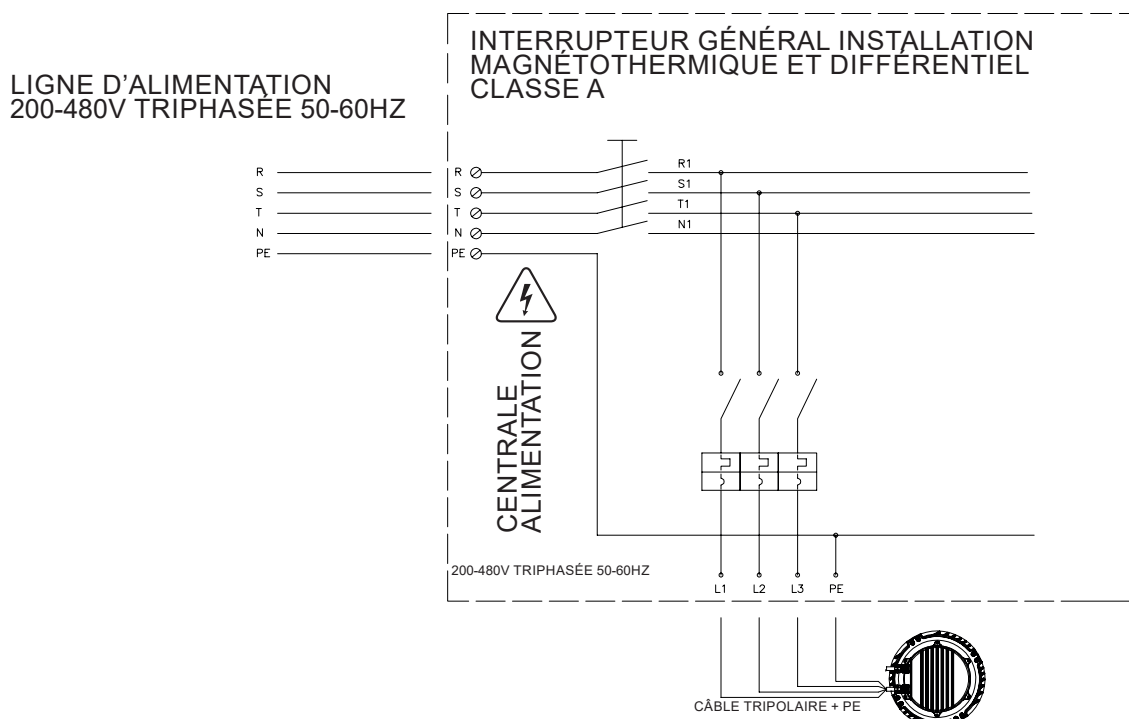 INTERRUPTEUR GÉNÉRAL INSTALLATION
MAGNÉTOTHERMIQUE ET DIFFÉRENTIEL
CLASSE A
LIGNE D'ALIMENTATION
200-480V TRIPHASÉE 50-60HZ
R
S
T
N
PE
R
S
T
N
PE
R1
S1
T1
N1
CENTRALE
ALIMENTATION
200-480V TRIPHASÉE 50-60HZ
L1 L2 L3 PE
CÂBLE TRIPOLAIRE + PE